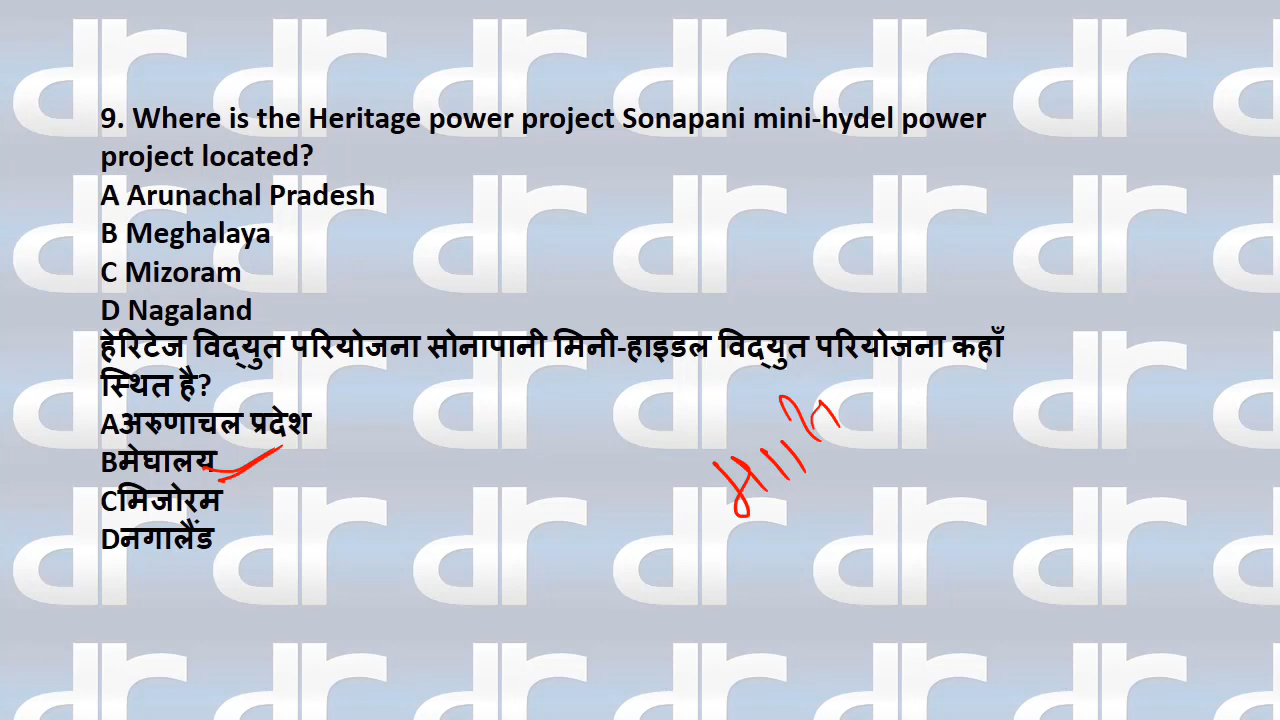 9. Where is the Heritage power project Sonapani mini-hydel power
project located?
A Arunachal Pradesh
B Meghalaya
C Mizoram
D Nagaland
हेरिटेज विद्युत परियोजना सोनापानी मिनी-हाइडल विद्युत परियोजना कहाँ
स्थित है?
Aअरुणाचल प्रदेश
Bमेघालय
Cमिजोरम
Dनगालैंड